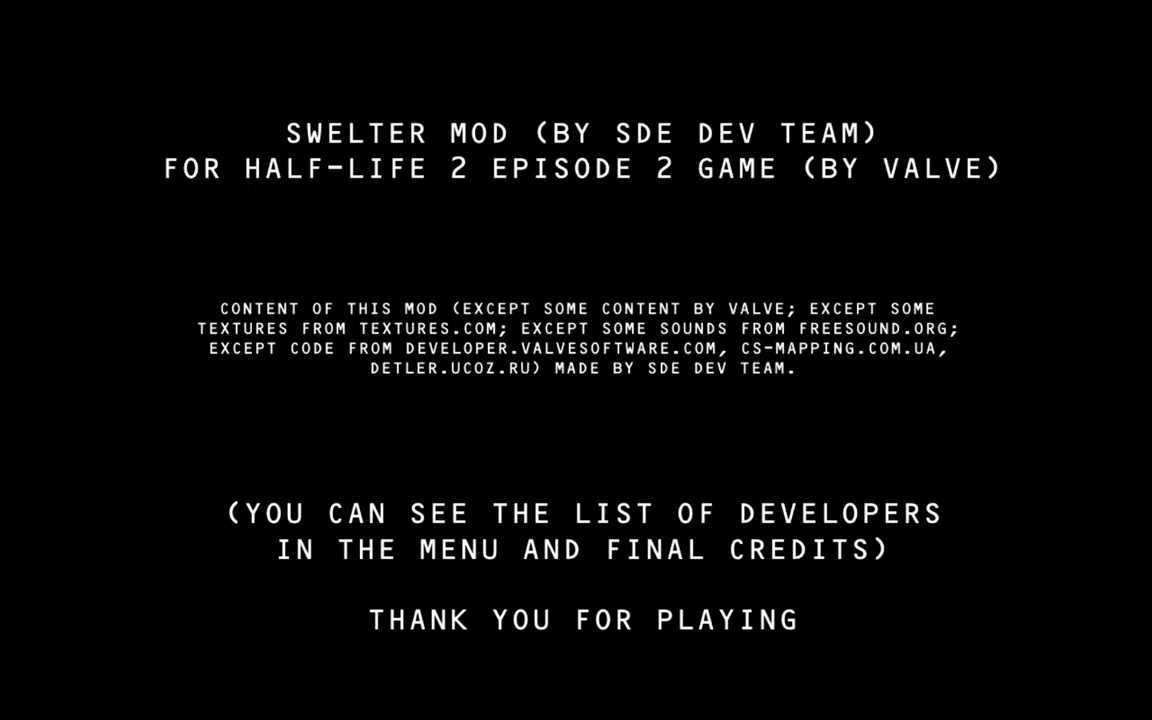 SWELTER MOD (BY SDE DEV TEAM)
FOR HALF-LIFE 2 EPISODE 2 GAME (BY VALVE)
CONTENT OF THIS MOD (EXCEPT SOME CONTENT BY VALVE; EXCEPT SOME
TEXTURES FROM TEXTURES.COM; EXCEPT SOME SOUNDS FROM FREESOUND.ORG;
EXCEPT CODE FROM DEVELOPER.VALVESOFTWARE.COM, CS-MAPPING.COM.UA,
DETLER.UCOZ.RU) MADE BY SDE DEV TEAM.
(YOU CAN SEE THE LIST OF DEVELOPERS
IN THE MENU AND FINAL CREDITS)
THANK YOU FOR PLAYING